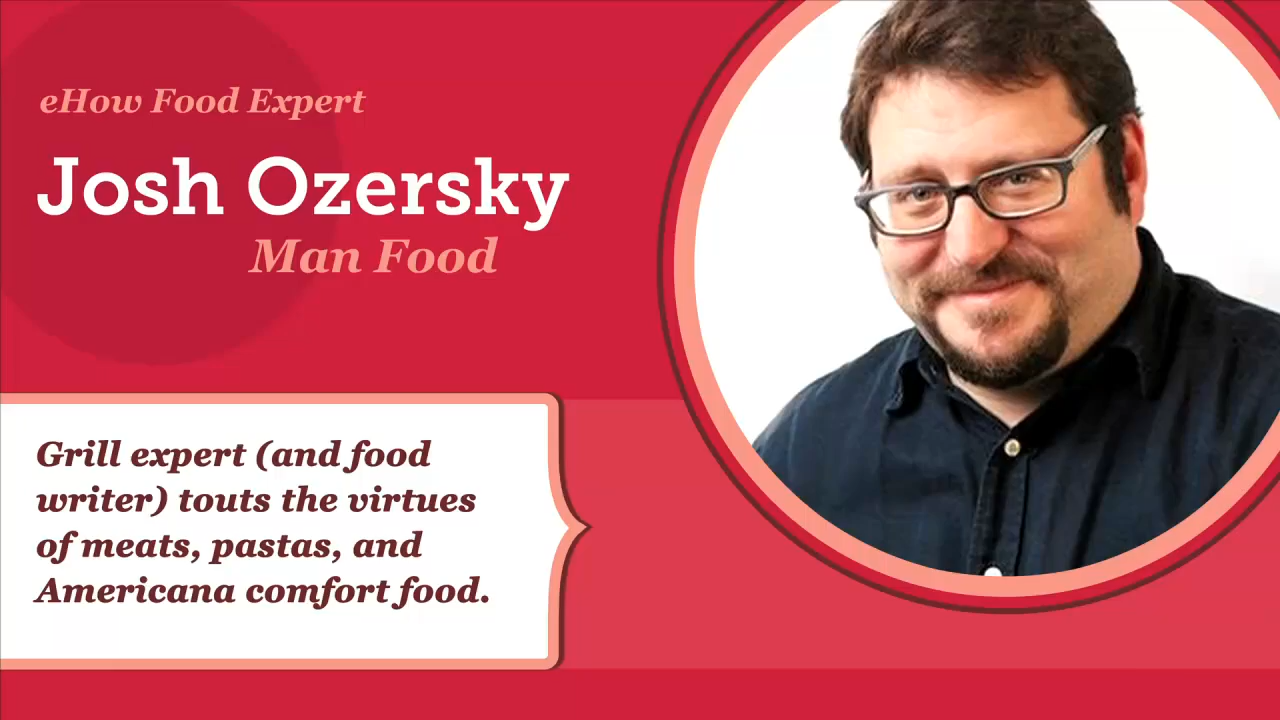 eHow Food Expert
Josh Ozersky
Man Food
Grill expert (and food
writer) touts the virtues
of meats, pastas, and
Americana comfort food.